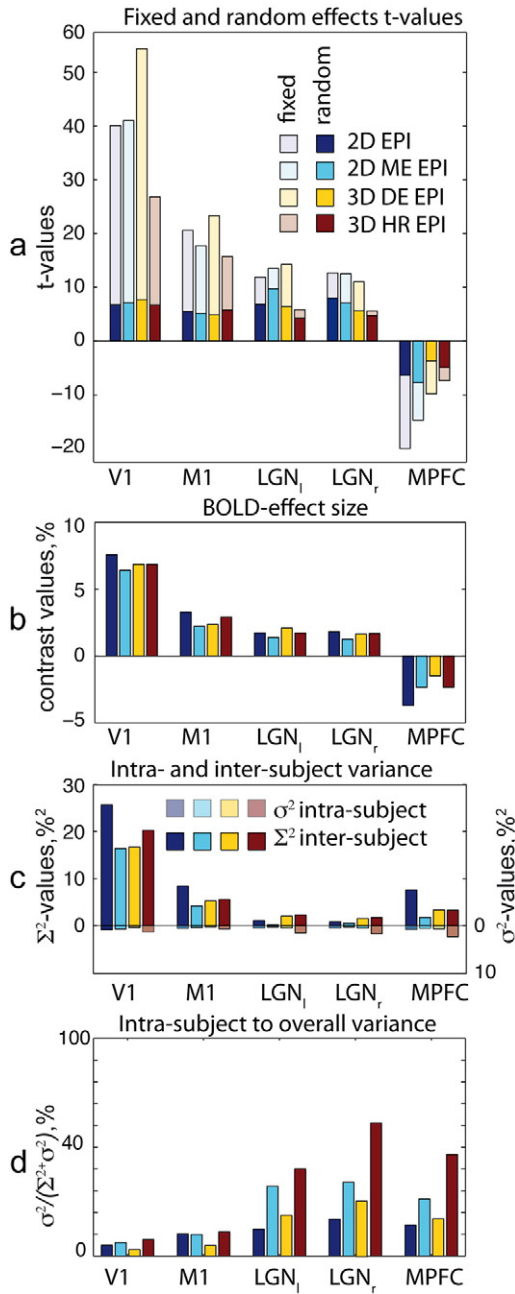 Fixed and random effects t-values
60
50
40
30
20
10
0
−10
−20
a
t-values
fixed
random
2D EPI
2D ME EPI
3D DE EPI
3D HR EPI
V1 M1 LGNl LGNr MPFC
BOLD-effect size
10
5
0
−5
b
contrast values,%
V1 M1 LGNl LGNr MPFC
Intra- and inter-subject variance
30
20
10
0
c
Σ²-values,%²
σ² intra-subject
Σ² inter-subject
0
10
σ²-values,%²
V1 M1 LGNl LGNr MPFC
Intra-subject to overall variance
100
40
0
d
σ²/(Σ²⁺σ²),%
V1 M1 LGNl LGNr MPFC